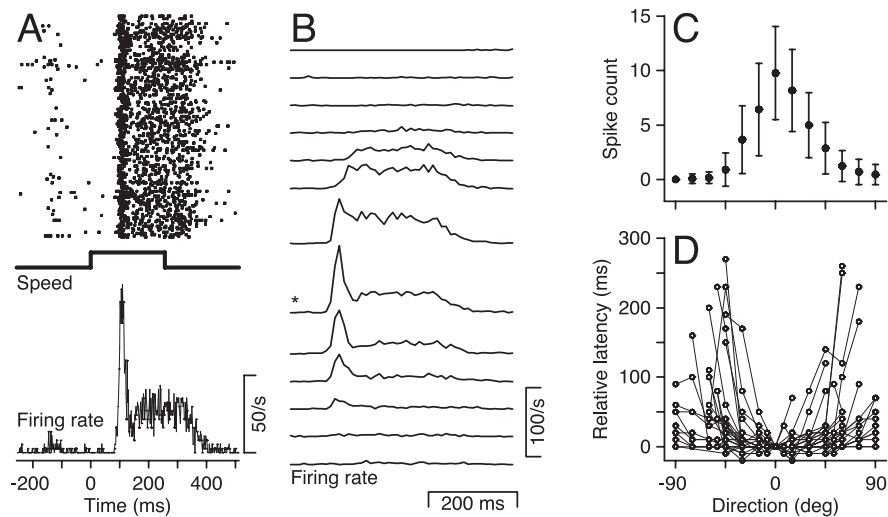 A
Speed
50/s
Firing rate
-200 0 200 400
Time (ms)
B
*
100/s
Firing rate
200 ms
C
15
10
5
0
Spike count
D
300
200
100
0
Relative latency (ms)
-90 0 90
Direction (deg)